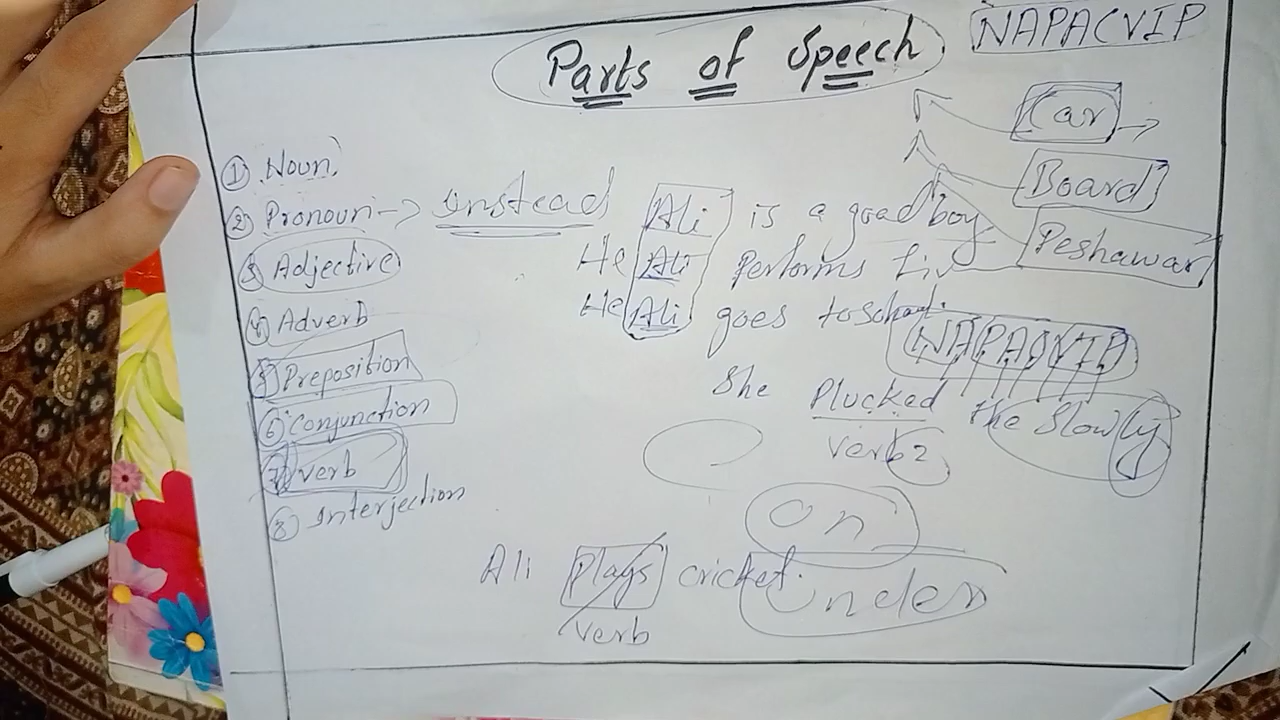 NAPACVIP
Parts of Speech
Car
Board
Peshawar
① Noun
② Pronoun → instead
③ Adjective
④ Adverb
⑤ Preposition
⑥ Conjunction
⑦ Verb
⑧ Interjection
Ali is a good boy
He Ali Performs
He Ali goes to school.
NAPACVIP
She Plucked the Slowly
verb 2
On
Under
Ali Plays cricket.
verb